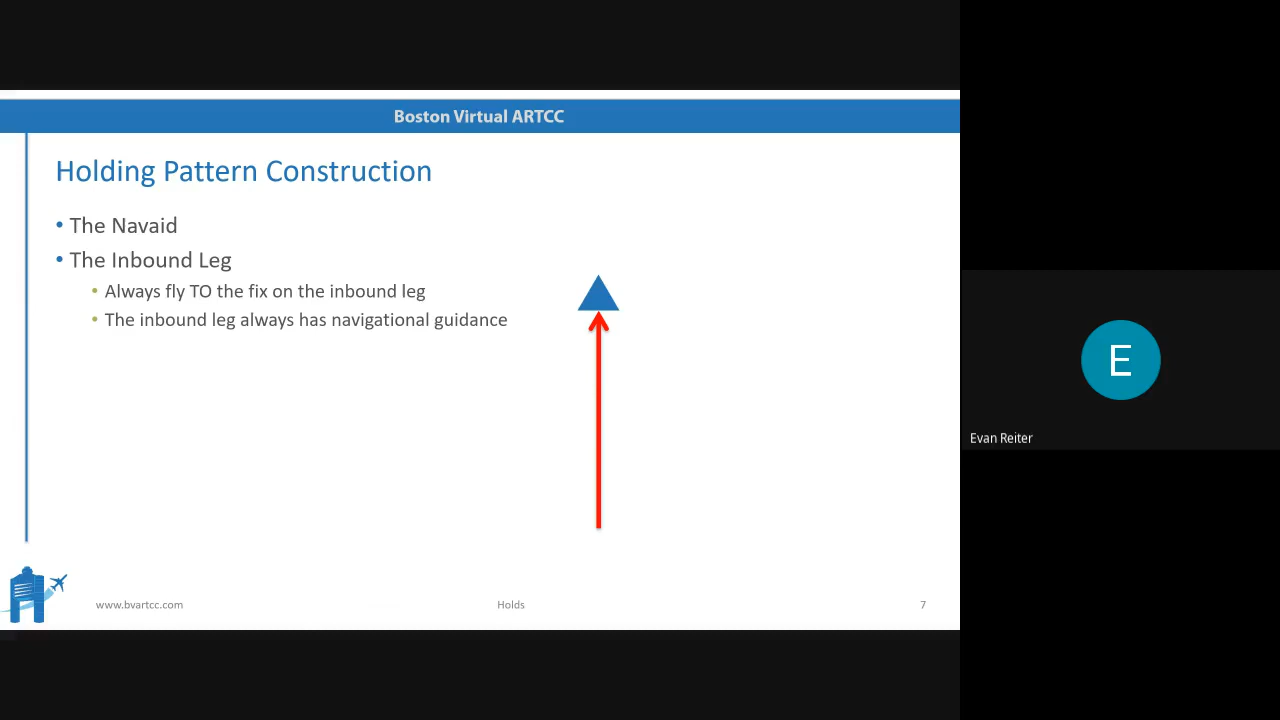 Boston Virtual ARTCC
Holding Pattern Construction
• The Navaid
• The Inbound Leg
• Always fly TO the fix on the inbound leg
• The inbound leg always has navigational guidance
E
Evan Reiter
www.bvartcc.com
Holds
7